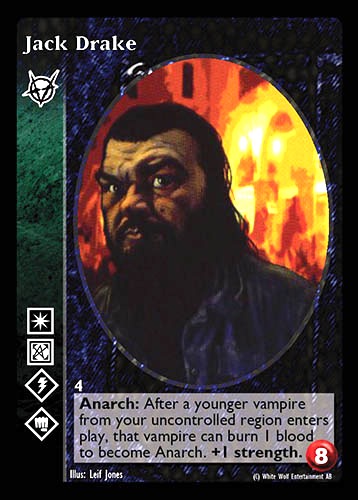 Jack Drake
4
Anarch: After a younger vampire
from your uncontrolled region enters
play, that vampire can burn 1 blood
to become Anarch. +1 strength.
8
Illus: Leif Jones
(C) White Wolf Entertainment AB